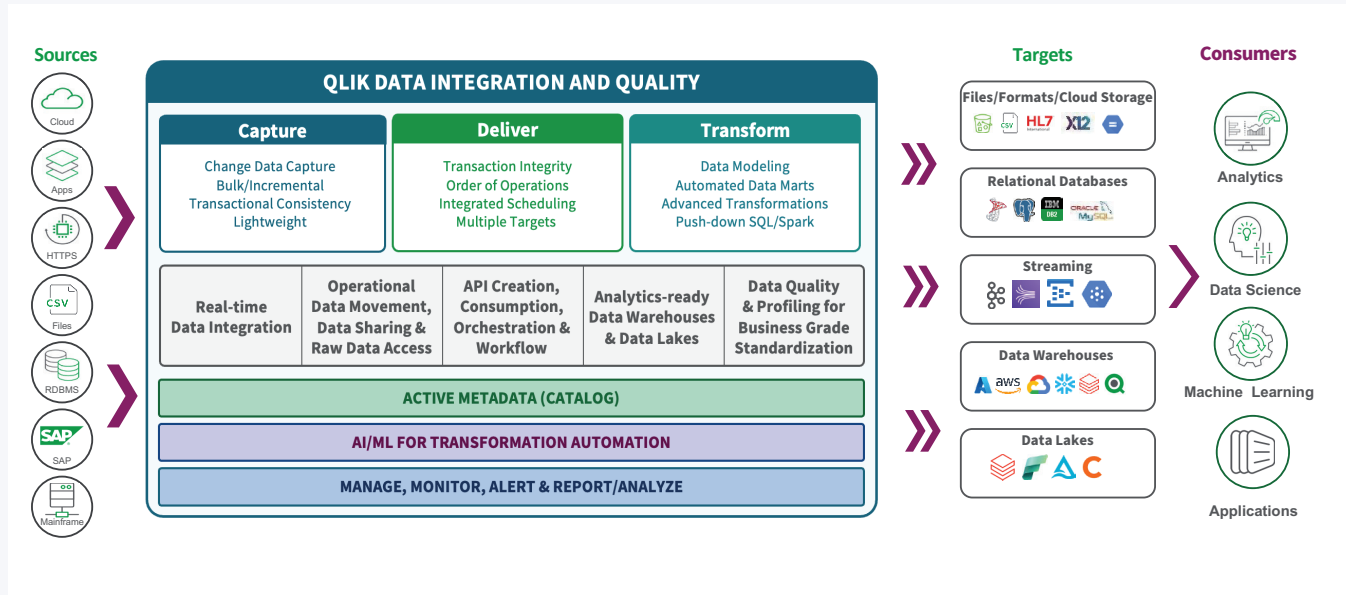 Sources
Cloud
Apps
HTTPS
CSV
Files
RDBMS
SAP
SAP
Mainframe
QLIK DATA INTEGRATION AND QUALITY
Capture
Change Data Capture
Bulk/Incremental
Transactional Consistency
Lightweight
Deliver
Transaction Integrity
Order of Operations
Integrated Scheduling
Multiple Targets
Transform
Data Modeling
Automated Data Marts
Advanced Transformations
Push-down SQL/Spark
Real-time
Data Integration
Operational
Data Movement,
Data Sharing &
Raw Data Access
API Creation,
Consumption,
Orchestration &
Workflow
Analytics-ready
Data Warehouses
& Data Lakes
Data Quality
& Profiling for
Business Grade
Standardization
ACTIVE METADATA (CATALOG)
AI/ML FOR TRANSFORMATION AUTOMATION
MANAGE, MONITOR, ALERT & REPORT/ANALYZE
Targets
Files/Formats/Cloud Storage
CSV
HL7
International
X12
Relational Databases
IBM
DB2
ORACLE
MySQL
Streaming
Data Warehouses
aws
Data Lakes
Consumers
Analytics
Data Science
Machine Learning
Applications